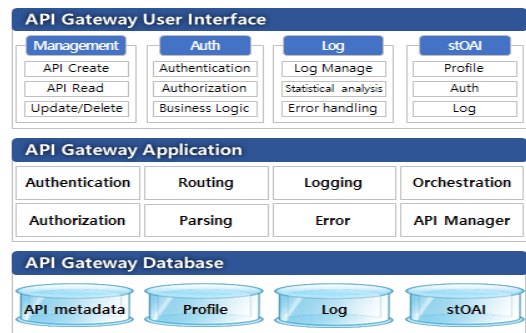 API Gateway User Interface
Management Auth Log stOAI
API Create Authentication Log Manage Profile
API Read Authorization Statistical analysis Auth
Update/Delete Business Logic Error handling Log
API Gateway Application
Authentication Routing Logging Orchestration
Authorization Parsing Error API Manager
API Gateway Database
API metadata Profile Log stOAI